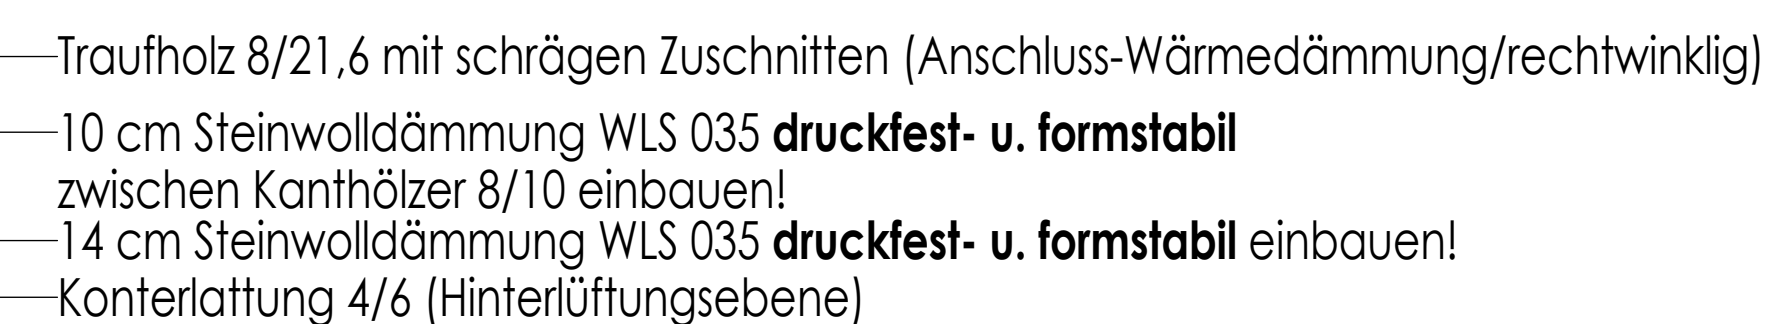 Traufholz 8/21,6 mit schrägen Zuschnitten (Anschluss-Wärmedämmung/rechtwinklig)
10 cm Steinwolldämmung WLS 035 druckfest- u. formstabil
zwischen Kanthölzer 8/10 einbauen!
14 cm Steinwolldämmung WLS 035 druckfest- u. formstabil einbauen!
Konterlattung 4/6 (Hinterlüftungsebene)